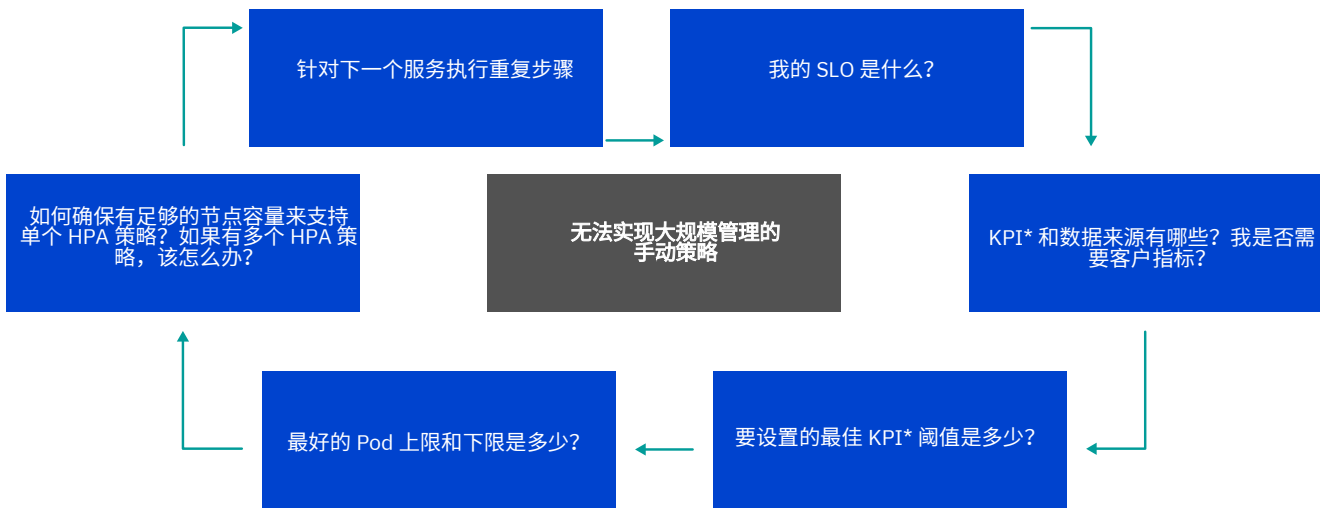 针对下一个服务执行重复步骤
我的 SLO 是什么？
如何确保有足够的节点容量来支持
单个 HPA 策略？如果有多个 HPA 策
略，该怎么办？
无法实现大规模管理的
手动策略
KPI* 和数据来源有哪些？我是否需
要客户指标？
最好的 Pod 上限和下限是多少？
要设置的最佳 KPI* 阈值是多少？